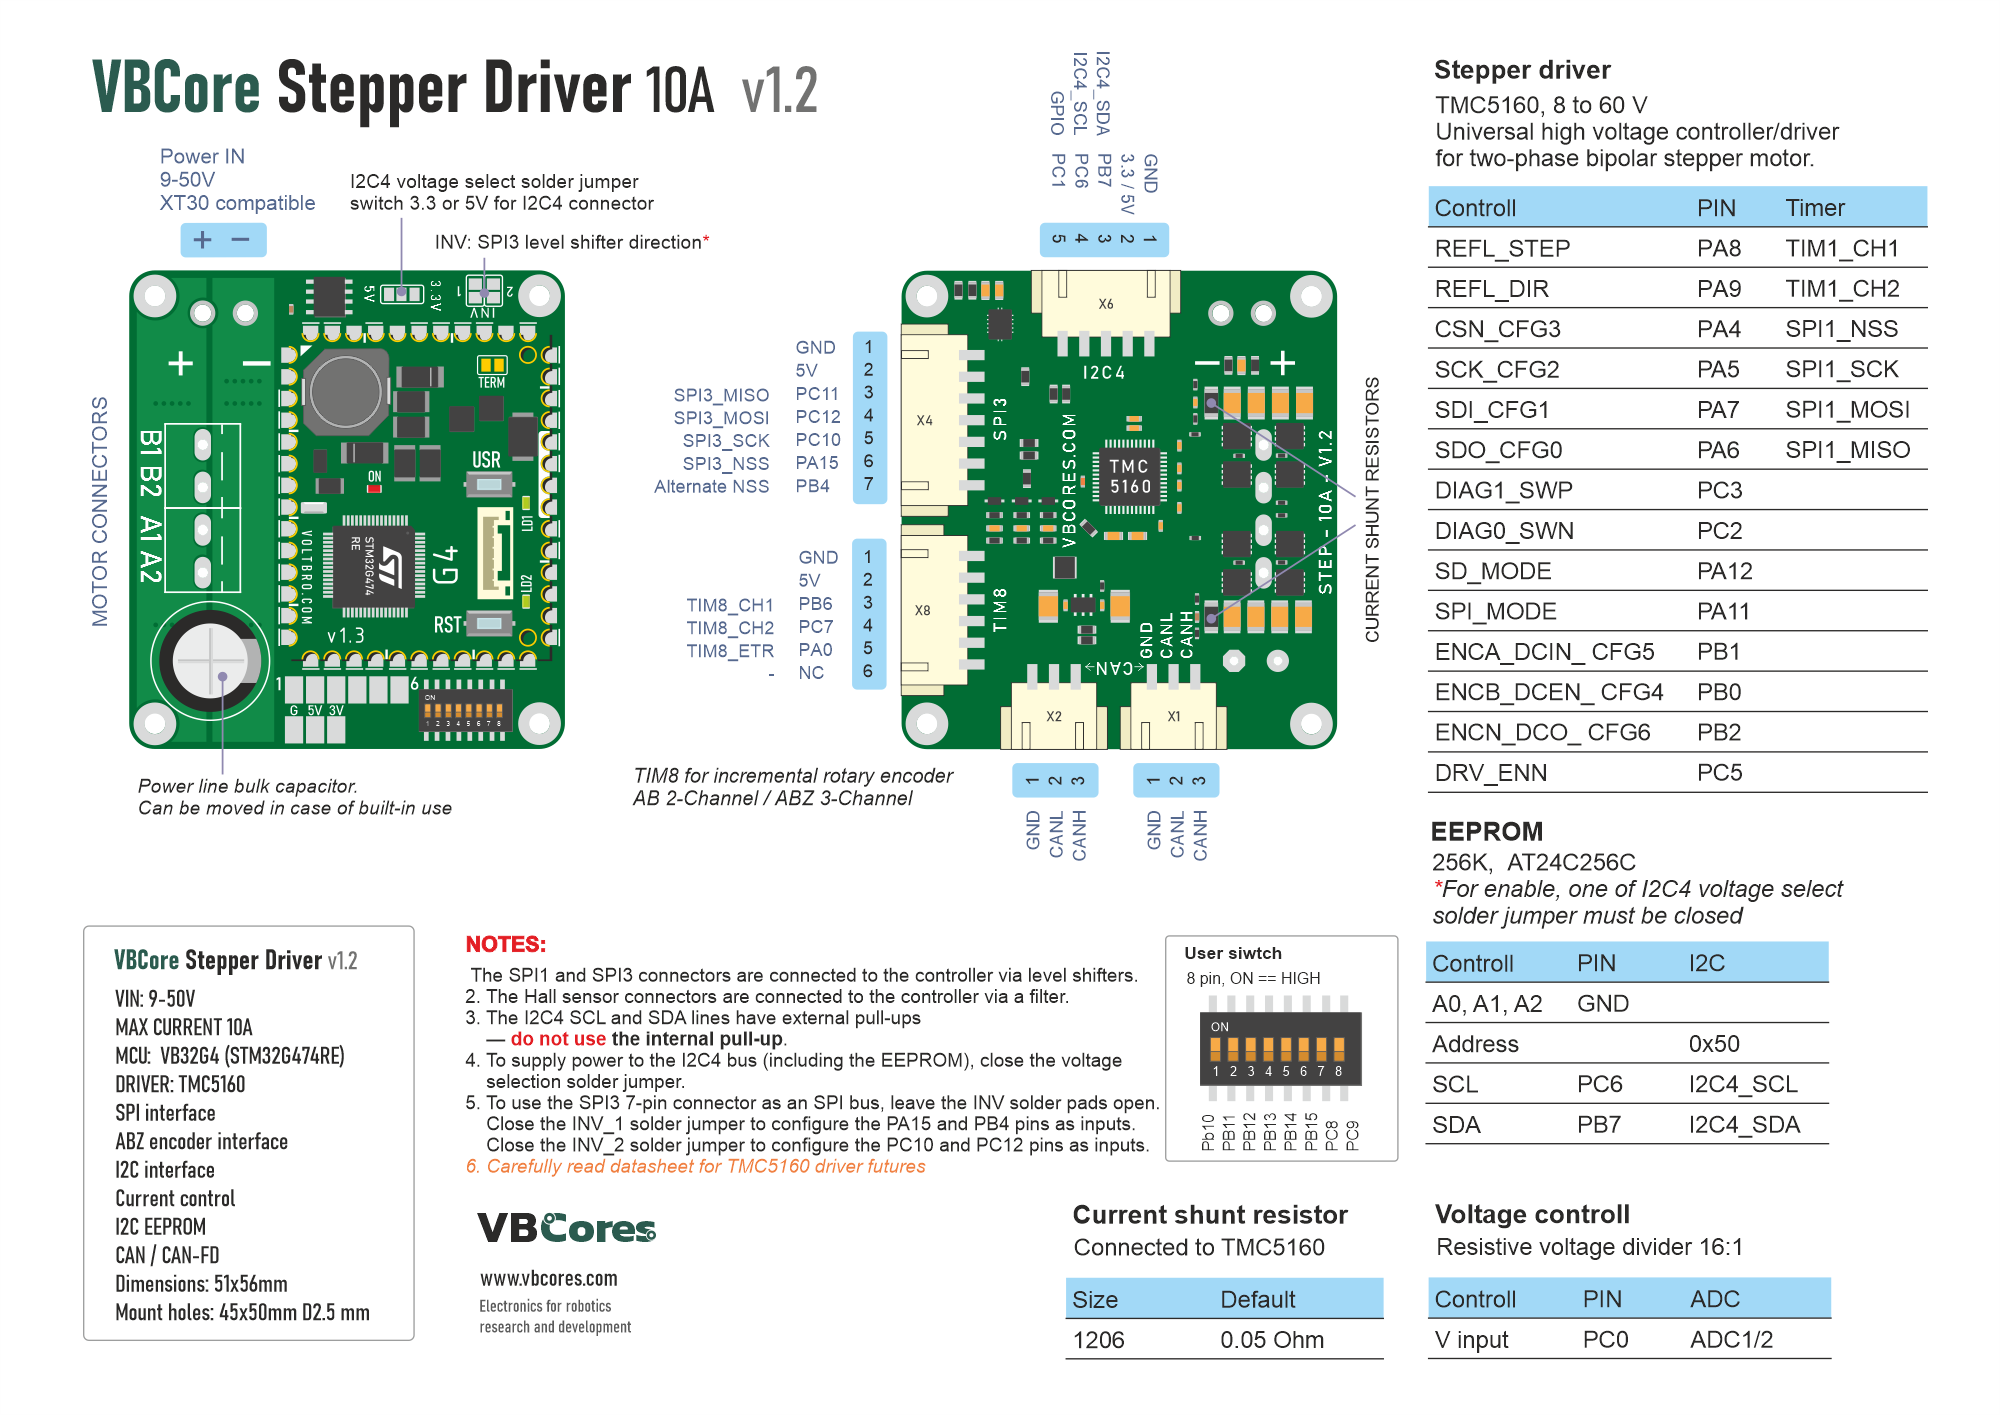 VBCore Stepper Driver 10A v1.2
Power IN
9-50V
XT30 compatible
+ −
I2C4 voltage select solder jumper
switch 3.3 or 5V for I2C4 connector
INV: SPI3 level shifter direction*
5V
3.3V
1
2
INV
+ −
MOTOR CONNECTORS
B1 B2 A1 A2
TERM
USR
ON
LD1
STM32G474
RE
G4
VOLTBRO.COM
LD2
RST
v1.3
1
6
G 5V 3V
ON
1 2 3 4 5 6 7 8
Power line bulk capacitor.
Can be moved in case of built-in use
GPIO PC1
I2C4_SCL PC6
I2C4_SDA PB7
3.3 / 5V
GND
5 4 3 2 1
X6
I2C4
GND 1
5V 2
SPI3_MISO PC11 3
SPI3_MOSI PC12 4
SPI3_SCK PC10 5
SPI3_NSS PA15 6
Alternate NSS PB4 7
X4
SPI3
GND 1
5V 2
TIM8_CH1 PB6 3
TIM8_CH2 PC7 4
TIM8_ETR PA0 5
- NC 6
X8
TIM8
VBCORES.COM
TMC
5160
− +
STEP - 10A - V1.2
CURRENT SHUNT RESISTORS
GND
CANL
CANH
CAN
X2
X1
1 2 3
1 2 3
GND
CANL
CANH
GND
CANL
CANH
TIM8 for incremental rotary encoder
AB 2-Channel / ABZ 3-Channel
Stepper driver
TMC5160, 8 to 60 V
Universal high voltage controller/driver
for two-phase bipolar stepper motor.
Controll PIN Timer
REFL_STEP PA8 TIM1_CH1
REFL_DIR PA9 TIM1_CH2
CSN_CFG3 PA4 SPI1_NSS
SCK_CFG2 PA5 SPI1_SCK
SDI_CFG1 PA7 SPI1_MOSI
SDO_CFG0 PA6 SPI1_MISO
DIAG1_SWP PC3
DIAG0_SWN PC2
SD_MODE PA12
SPI_MODE PA11
ENCA_DCIN_ CFG5 PB1
ENCB_DCEN_ CFG4 PB0
ENCN_DCO_ CFG6 PB2
DRV_ENN PC5
EEPROM
256K, AT24C256C
*For enable, one of I2C4 voltage select
solder jumper must be closed
Controll PIN I2C
A0, A1, A2 GND
Address 0x50
SCL PC6 I2C4_SCL
SDA PB7 I2C4_SDA
VBCore Stepper Driver v1.2
VIN: 9-50V
MAX CURRENT 10A
MCU: VB32G4 (STM32G474RE)
DRIVER: TMC5160
SPI interface
ABZ encoder interface
I2C interface
Current control
I2C EEPROM
CAN / CAN-FD
Dimensions: 51x56mm
Mount holes: 45x50mm D2.5 mm
NOTES:
The SPI1 and SPI3 connectors are connected to the controller via level shifters.
2. The Hall sensor connectors are connected to the controller via a filter.
3. The I2C4 SCL and SDA lines have external pull-ups
— do not use the internal pull-up.
4. To supply power to the I2C4 bus (including the EEPROM), close the voltage
selection solder jumper.
5. To use the SPI3 7-pin connector as an SPI bus, leave the INV solder pads open.
Close the INV_1 solder jumper to configure the PA15 and PB4 pins as inputs.
Close the INV_2 solder jumper to configure the PC10 and PC12 pins as inputs.
6. Carefully read datasheet for TMC5160 driver futures
User siwtch
8 pin, ON == HIGH
ON
1 2 3 4 5 6 7 8
Pb10
PB11
PB12
PB13
PB14
PB15
PC8
PC9
VBCores
www.vbcores.com
Electronics for robotics
research and development
Current shunt resistor
Connected to TMC5160
Size Default
1206 0.05 Ohm
Voltage controll
Resistive voltage divider 16:1
Controll PIN ADC
V input PC0 ADC1/2